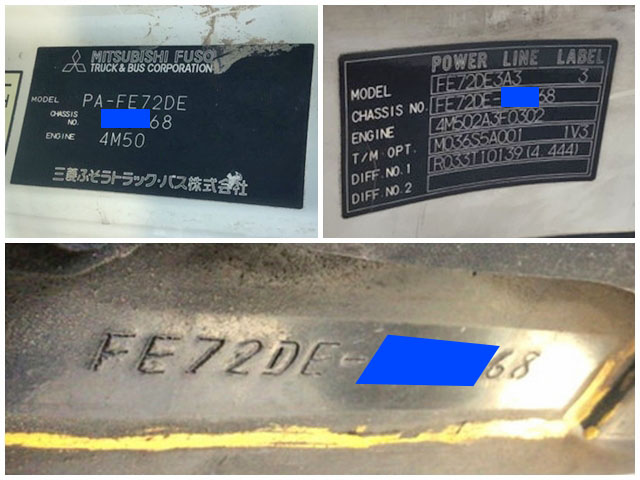 MITSUBISHI FUSO
TRUCK & BUS CORPORATION
MODEL PA-FE72DE
CHASSIS NO. 68
ENGINE 4M50
三菱ふそうトラック・バス株式会社
POWER LINE LABEL
MODEL FE72DE3A3 3
CHASSIS NO. FE72DE- 68
ENGINE 4M502A3-E0302
T/M OPT. M036S5A001 1V3
DIFF.NO.1 R033T10139(4.444)
DIFF.NO.2
FE72DE- 68